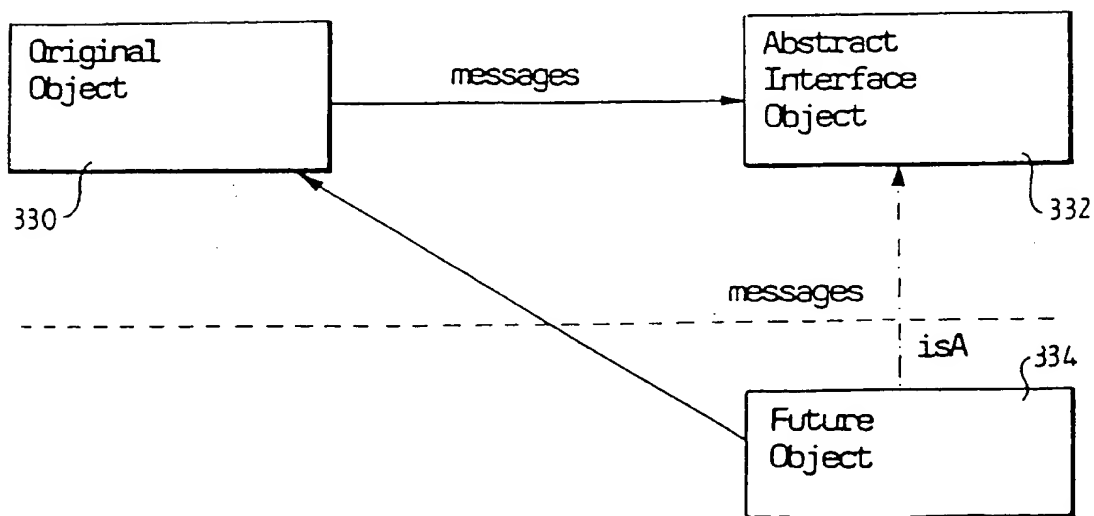 Original
Object
330
messages
Abstract
Interface
Object
332
messages
isA
334
Future
Object